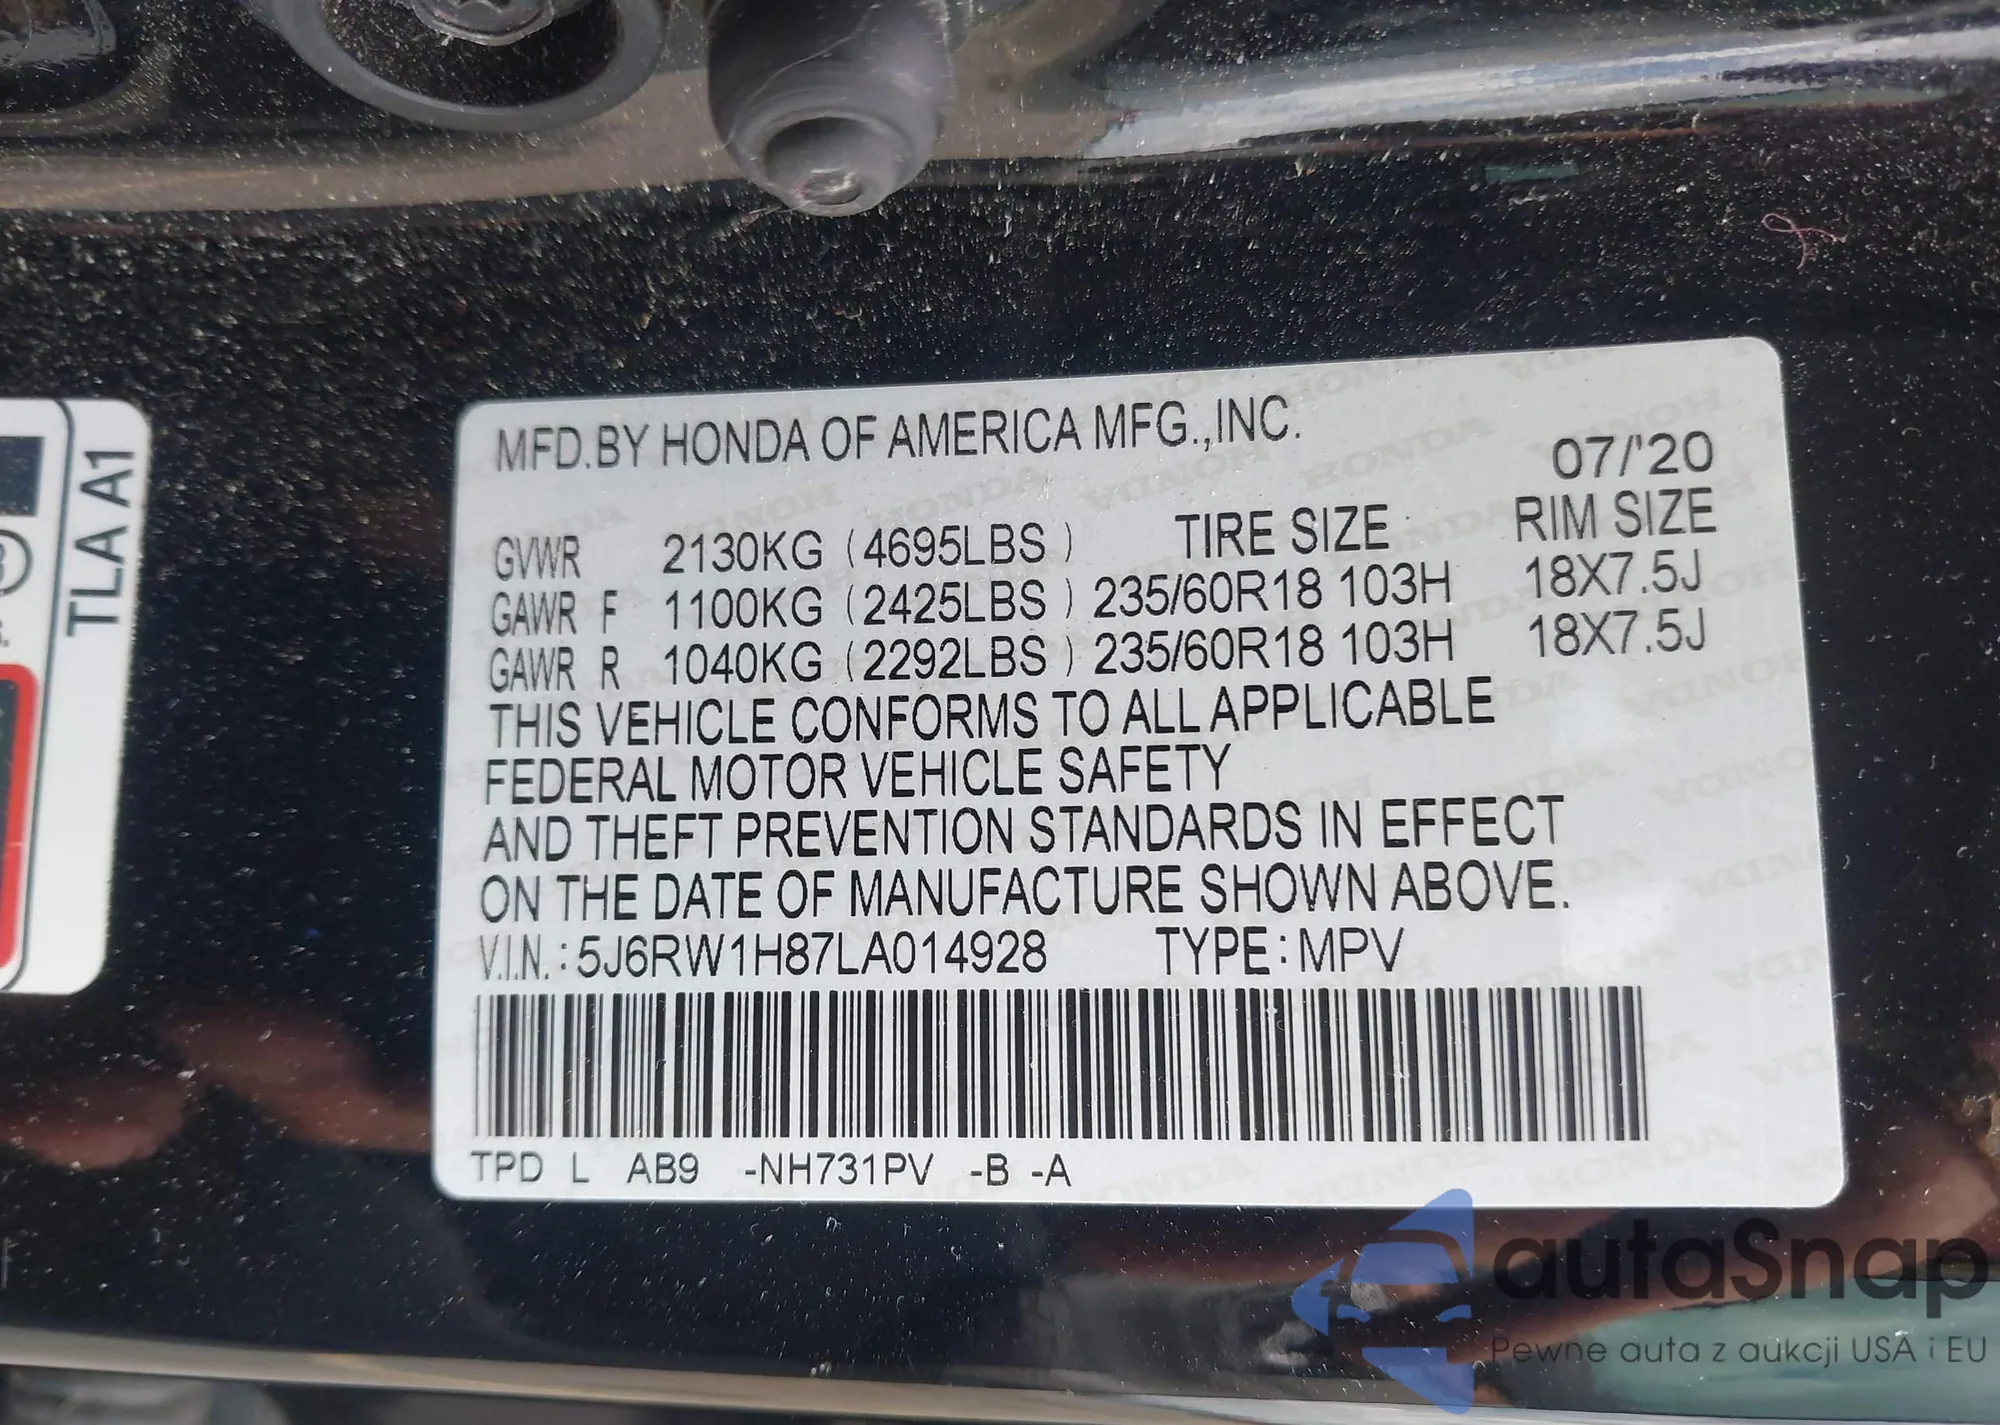 MFD.BY HONDA OF AMERICA MFG.,INC.
07/'20
GVWR 2130KG (4695LBS) TIRE SIZE RIM SIZE
GAWR F 1100KG (2425LBS) 235/60R18 103H 18X7.5J
GAWR R 1040KG (2292LBS) 235/60R18 103H 18X7.5J
THIS VEHICLE CONFORMS TO ALL APPLICABLE
FEDERAL MOTOR VEHICLE SAFETY
AND THEFT PREVENTION STANDARDS IN EFFECT
ON THE DATE OF MANUFACTURE SHOWN ABOVE.
V.I.N.:5J6RW1H87LA014928 TYPE:MPV
TPD L AB9 -NH731PV -B -A
TLA A1
autaSnap
Pewne auta z aukcji USA i EU